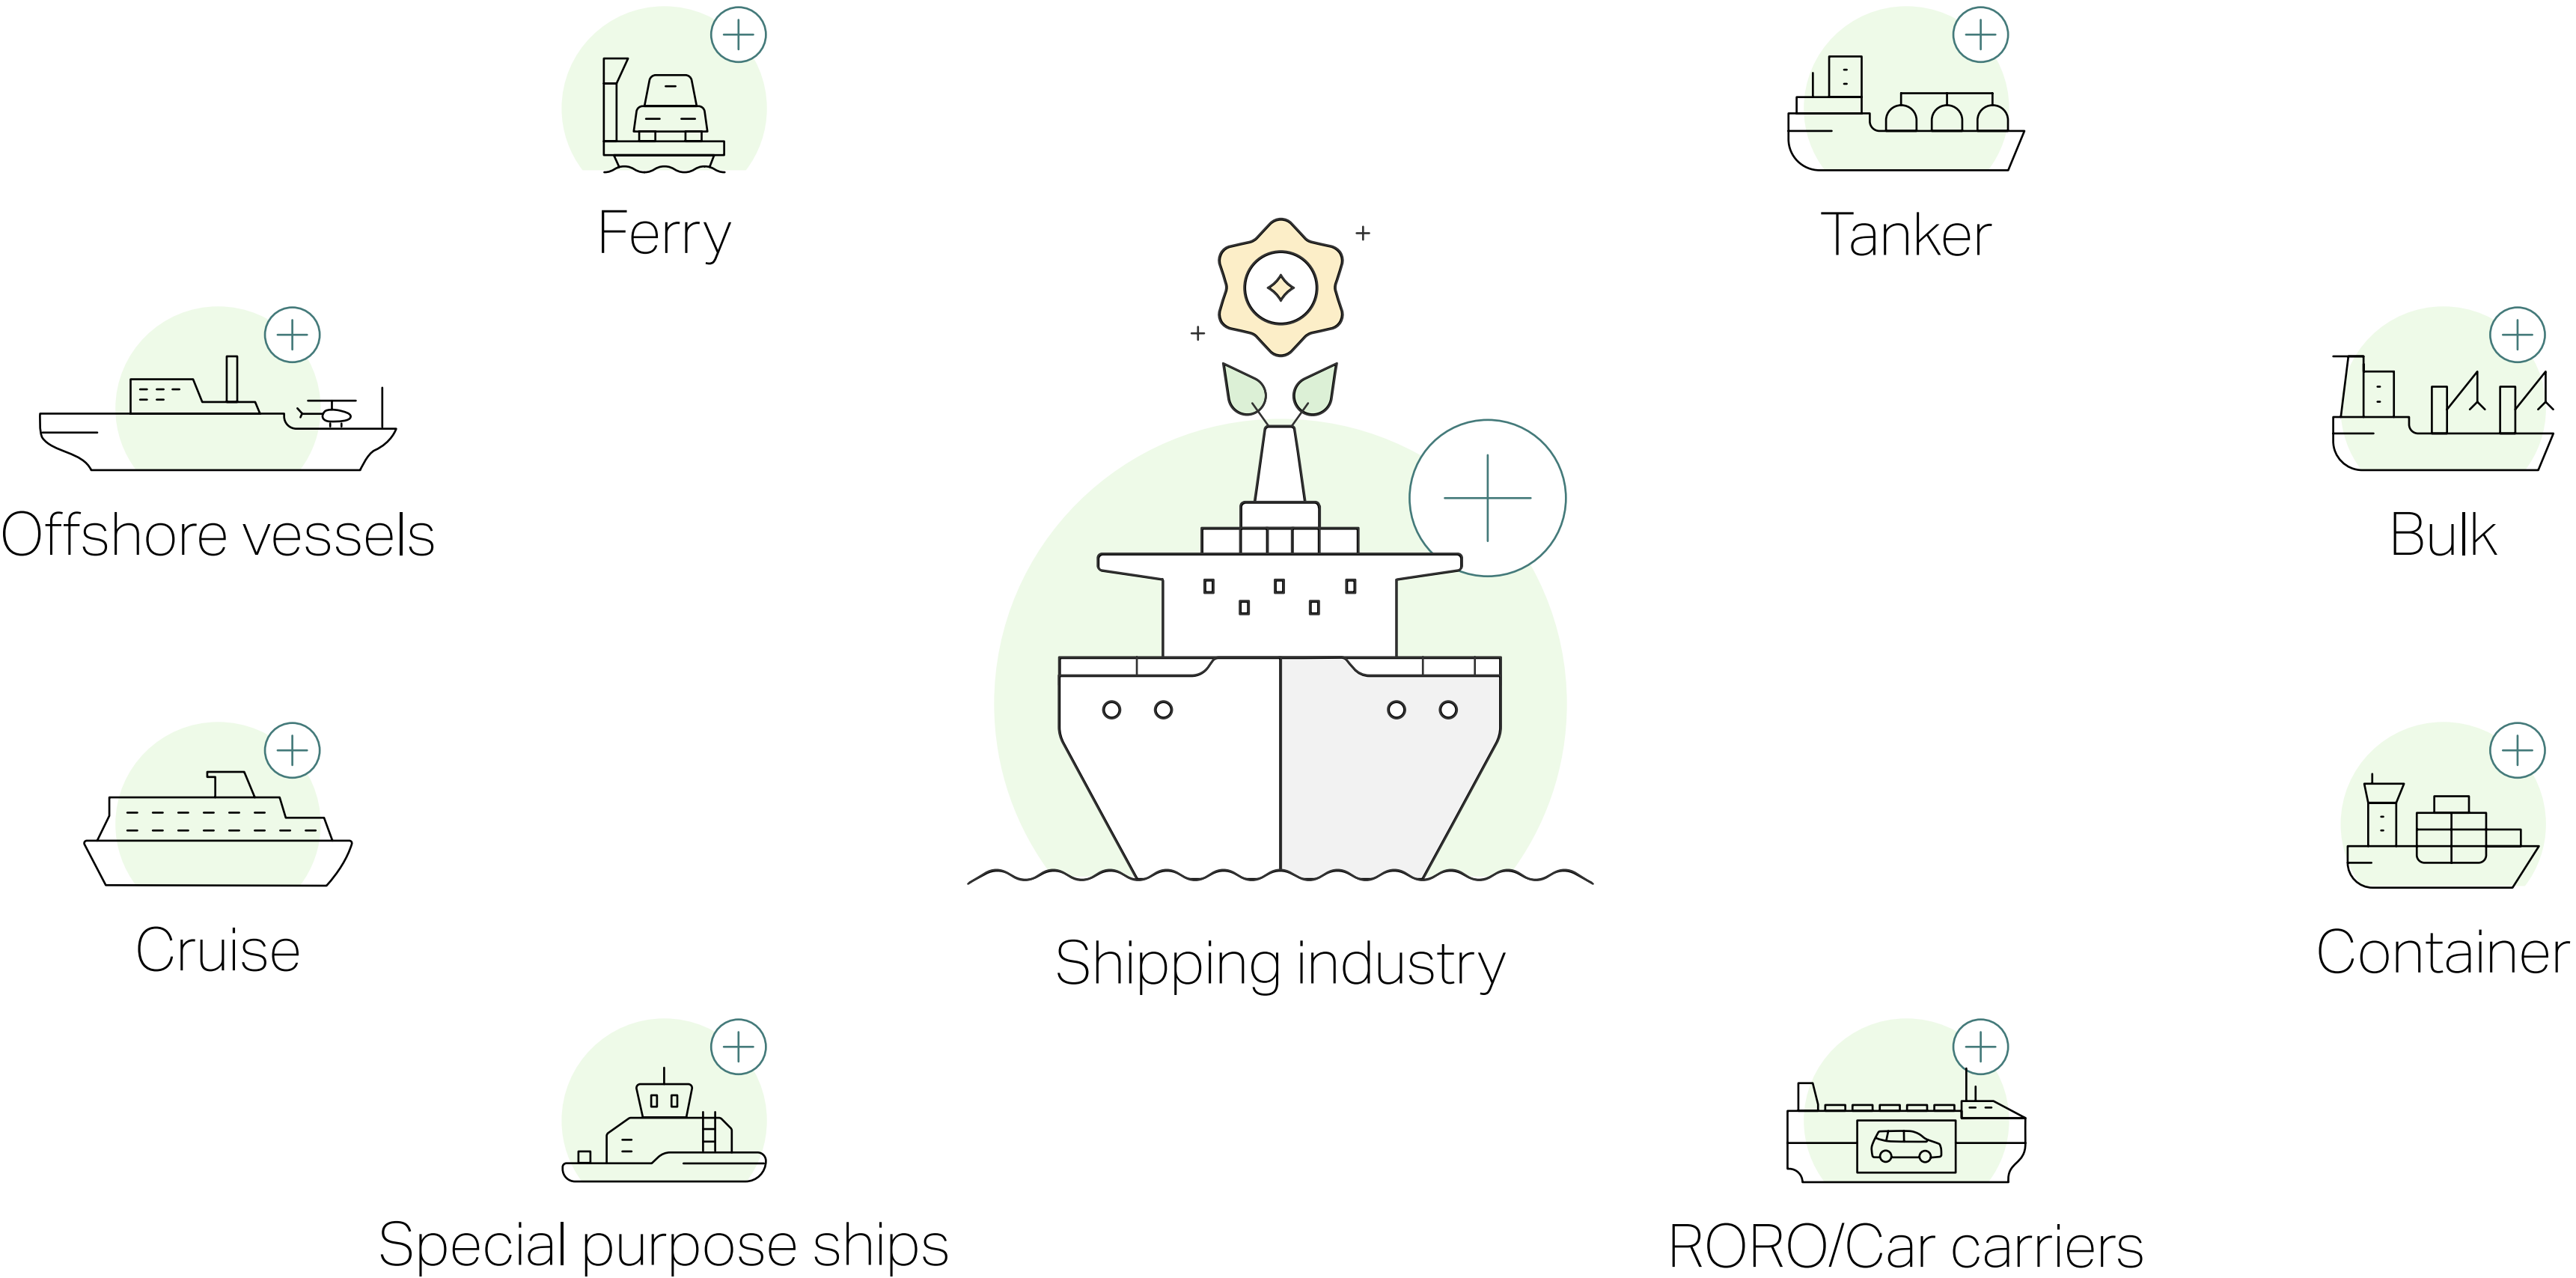 Ferry
Tanker
Offshore vessels
Bulk
Cruise
Container
Shipping industry
Special purpose ships
RORO/Car carriers